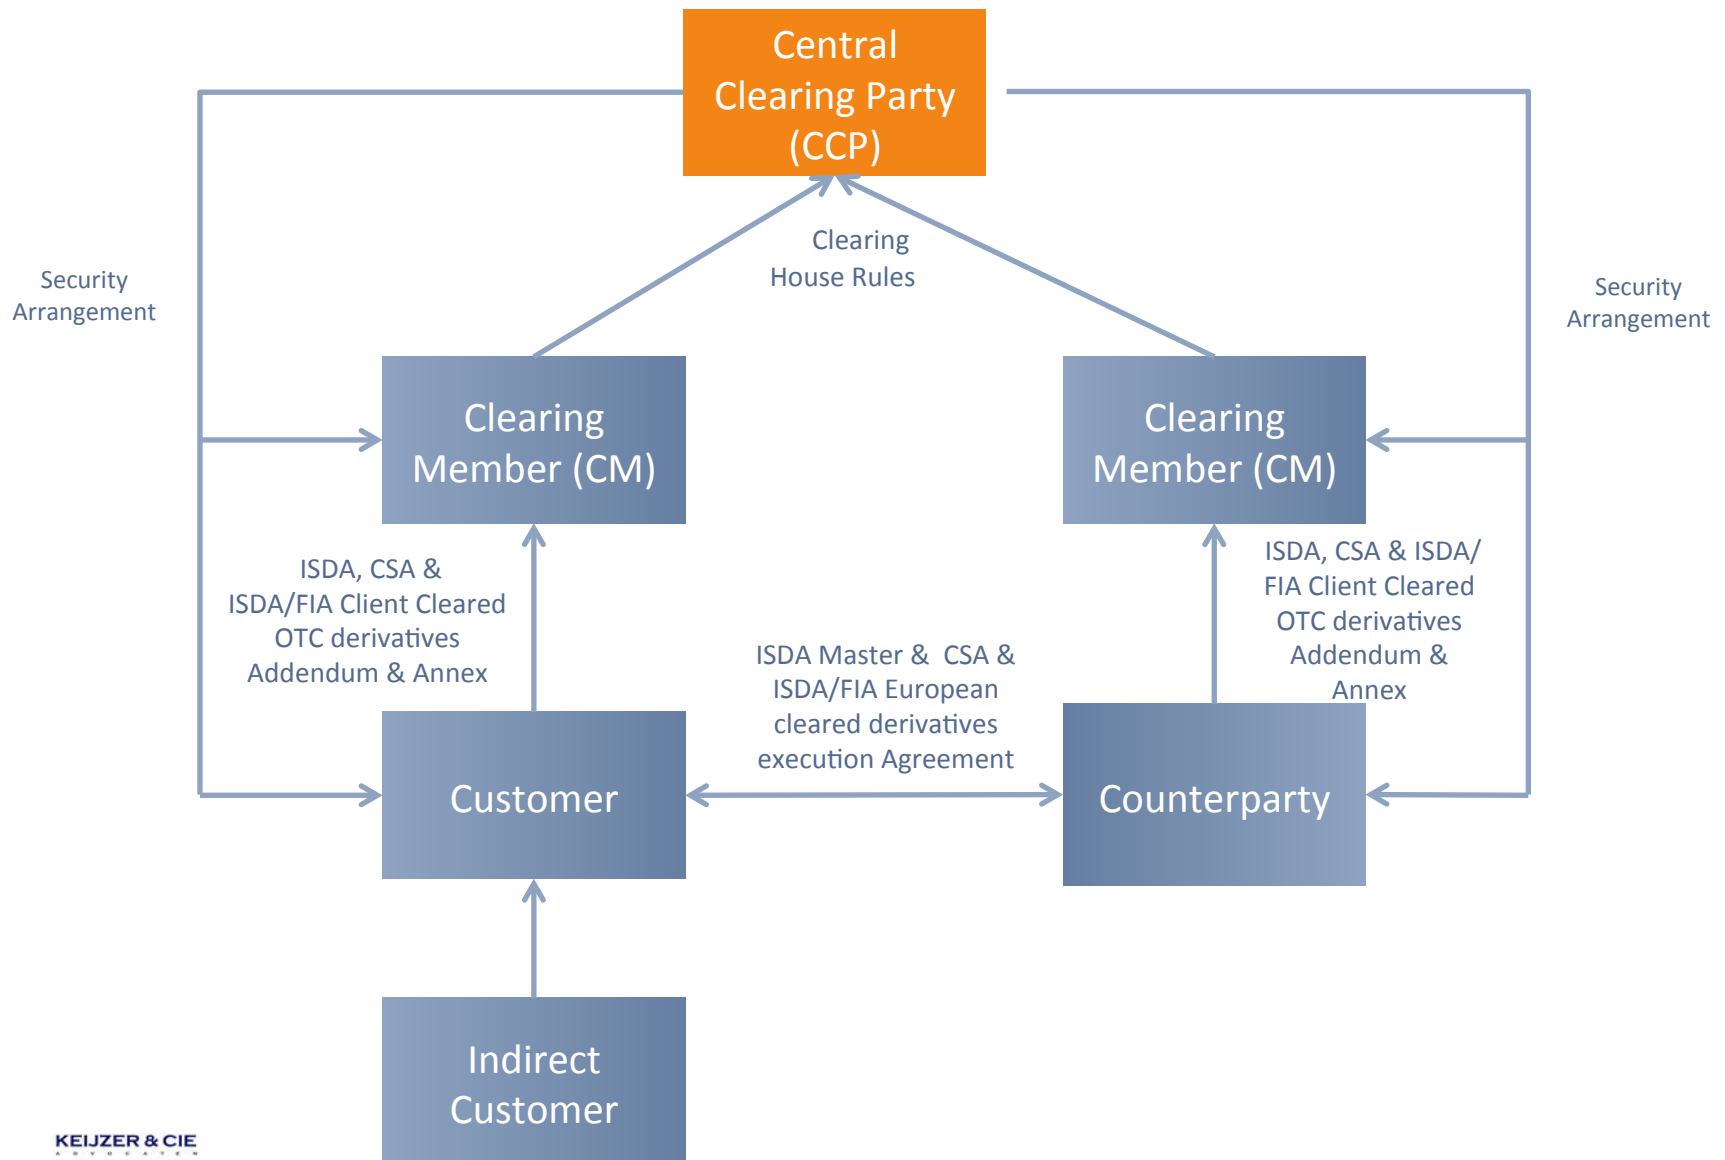 Central
Clearing Party
(CCP)
Clearing
House Rules
Security
Arrangement
Security
Arrangement
Clearing
Member (CM)
Clearing
Member (CM)
ISDA, CSA &
ISDA/FIA Client Cleared
OTC derivatives
Addendum & Annex
ISDA, CSA & ISDA/
FIA Client Cleared
OTC derivatives
Addendum &
Annex
ISDA Master & CSA &
ISDA/FIA European
cleared derivatives
execution Agreement
Customer
Counterparty
Indirect
Customer
KEIJZER & CIE
ADVOCATEN